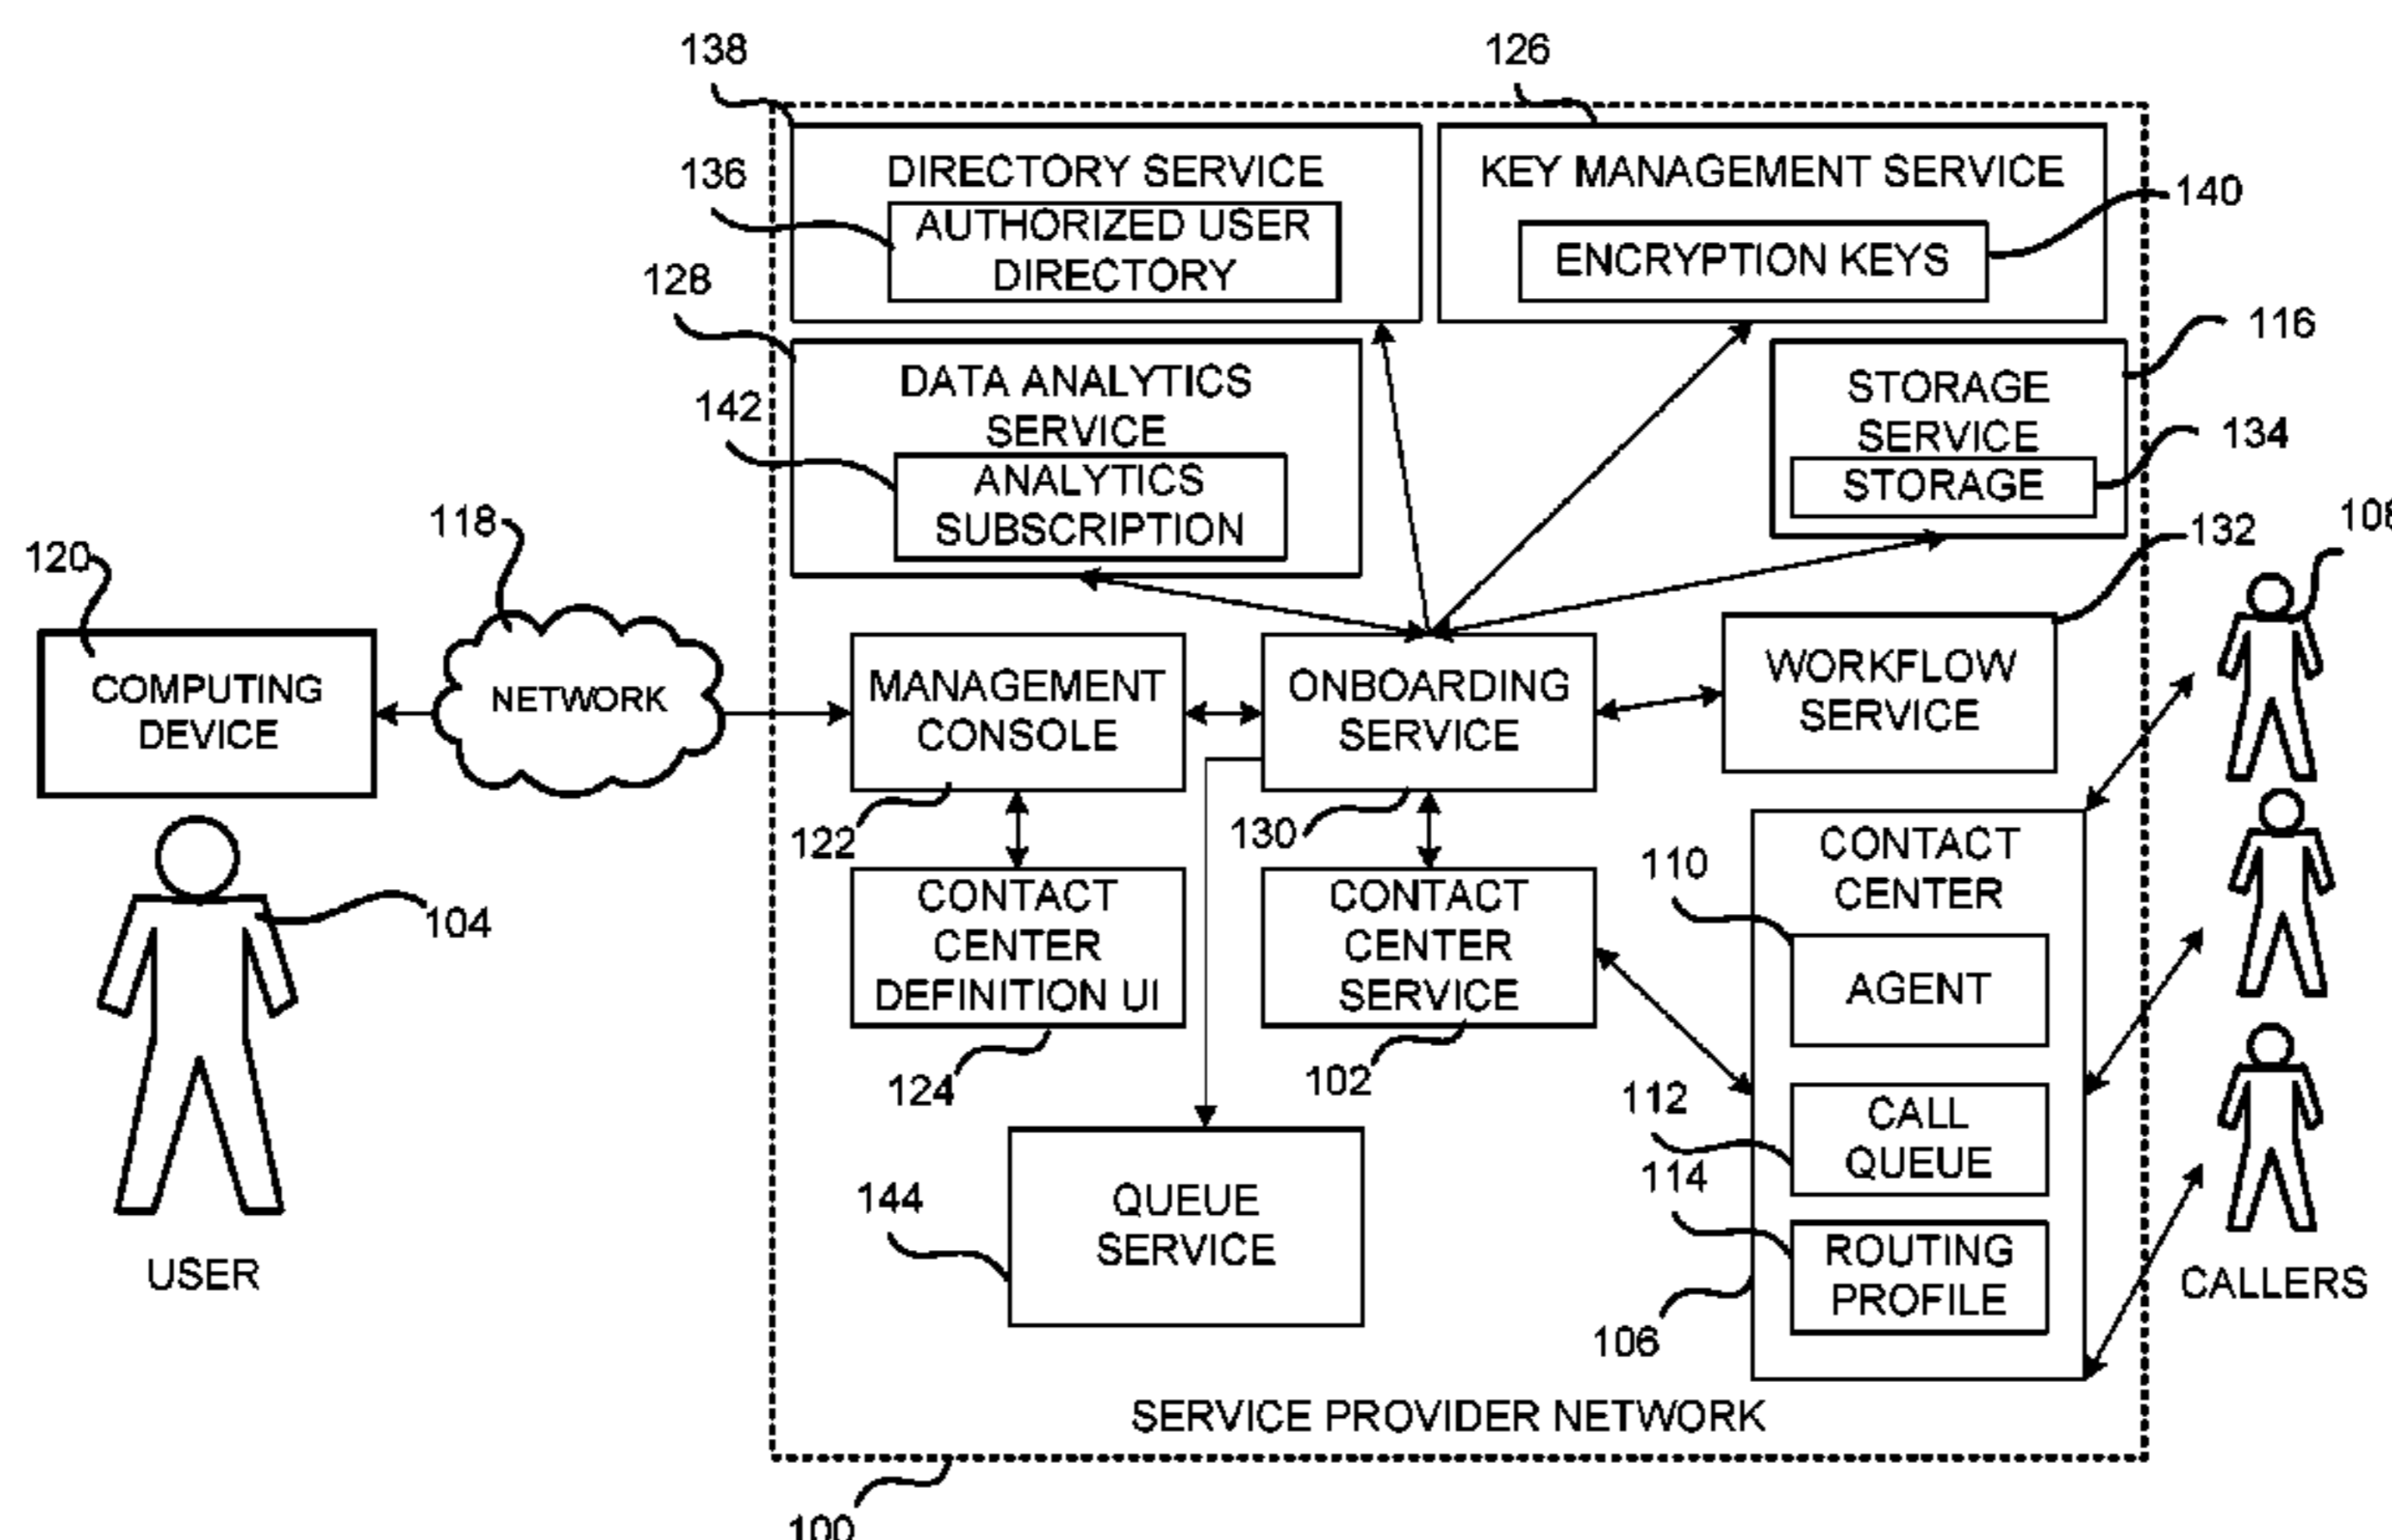 138
126
DIRECTORY SERVICE
KEY MANAGEMENT SERVICE
136
140
AUTHORIZED USER
DIRECTORY
ENCRYPTION KEYS
128
116
DATA ANALYTICS
SERVICE
STORAGE
SERVICE
142
134
ANALYTICS
SUBSCRIPTION
STORAGE
118
132
108
120
COMPUTING
DEVICE
NETWORK
MANAGEMENT
CONSOLE
ONBOARDING
SERVICE
WORKFLOW
SERVICE
122
130
CONTACT
CENTER
110
104
CONTACT
CENTER
DEFINITION UI
CONTACT
CENTER
SERVICE
AGENT
124
102
112
CALL
QUEUE
114
144
QUEUE
SERVICE
ROUTING
PROFILE
USER
CALLERS
106
SERVICE PROVIDER NETWORK
100